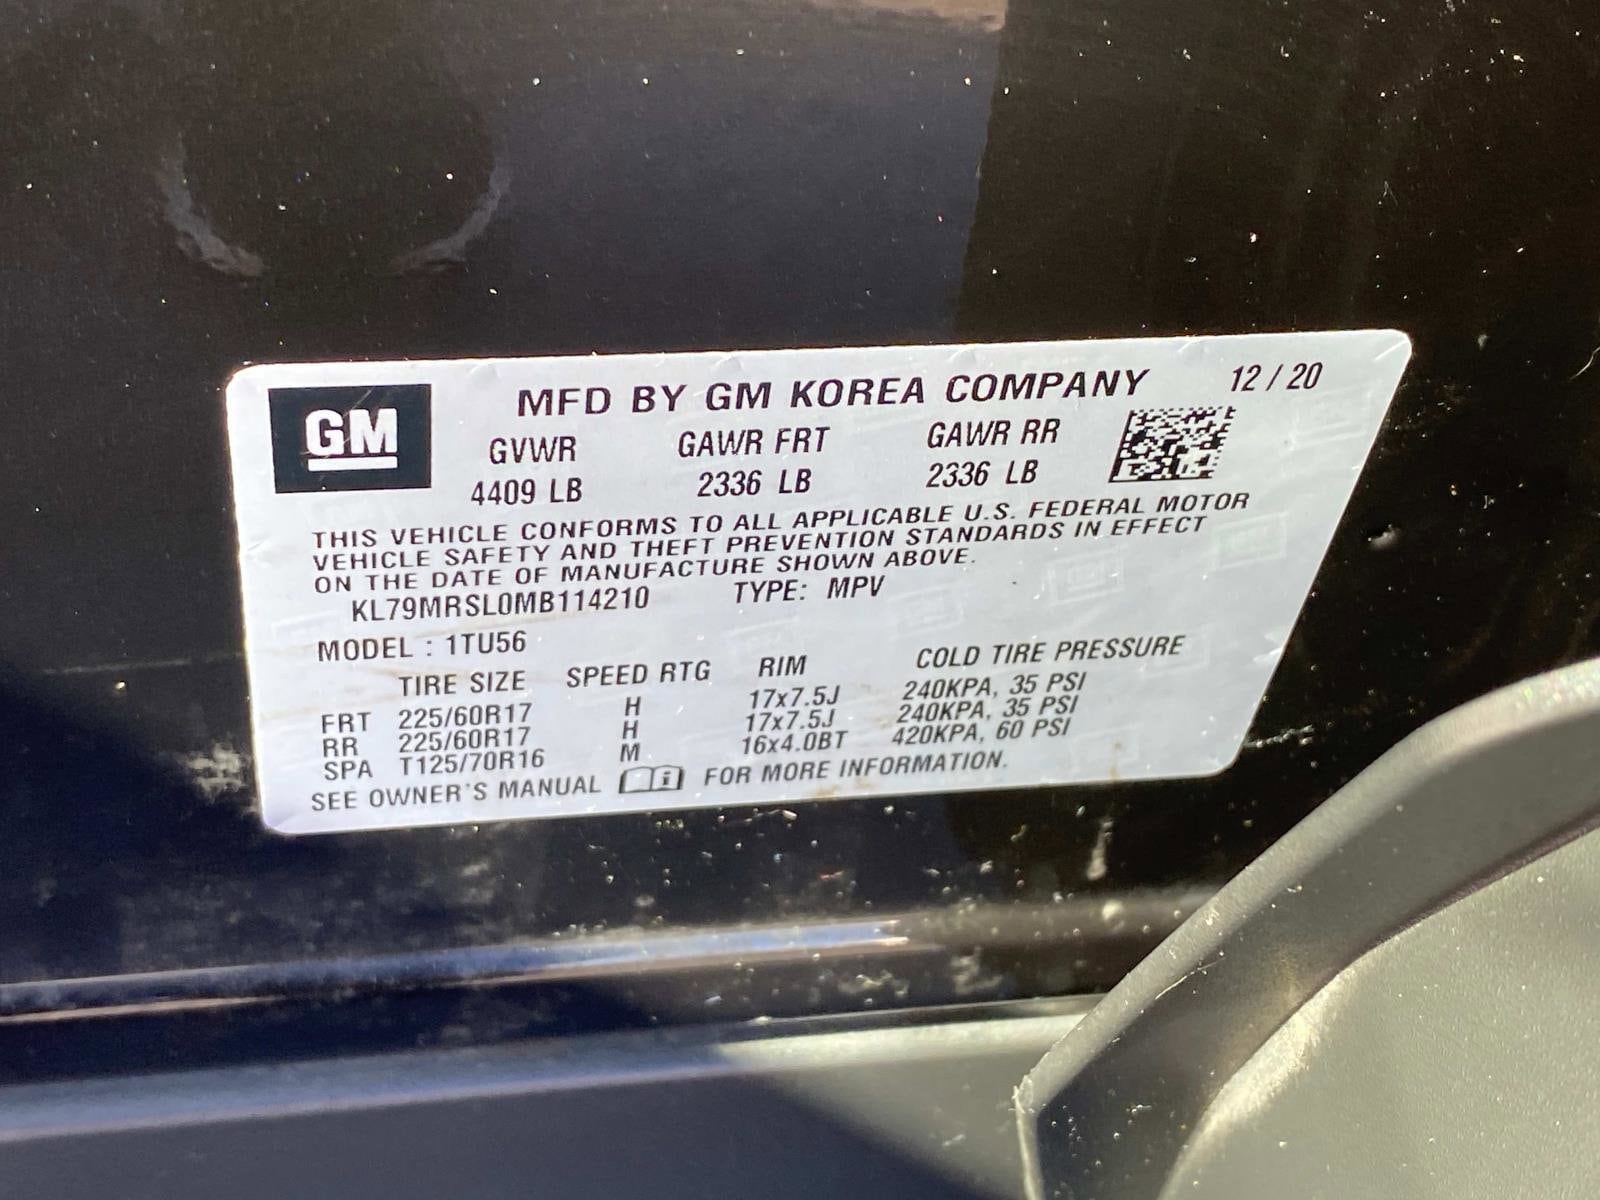 GM
MFD BY GM KOREA COMPANY 12 / 20
GVWR GAWR FRT GAWR RR
4409 LB 2336 LB 2336 LB
THIS VEHICLE CONFORMS TO ALL APPLICABLE U.S. FEDERAL MOTOR
VEHICLE SAFETY AND THEFT PREVENTION STANDARDS IN EFFECT
ON THE DATE OF MANUFACTURE SHOWN ABOVE.
KL79MRSL0MB114210 TYPE: MPV
MODEL : 1TU56
TIRE SIZE SPEED RTG RIM COLD TIRE PRESSURE
FRT 225/60R17 H 17x7.5J 240KPA, 35 PSI
RR 225/60R17 H 17x7.5J 240KPA, 35 PSI
SPA T125/70R16 M 16x4.0BT 420KPA, 60 PSI
SEE OWNER'S MANUAL i FOR MORE INFORMATION.